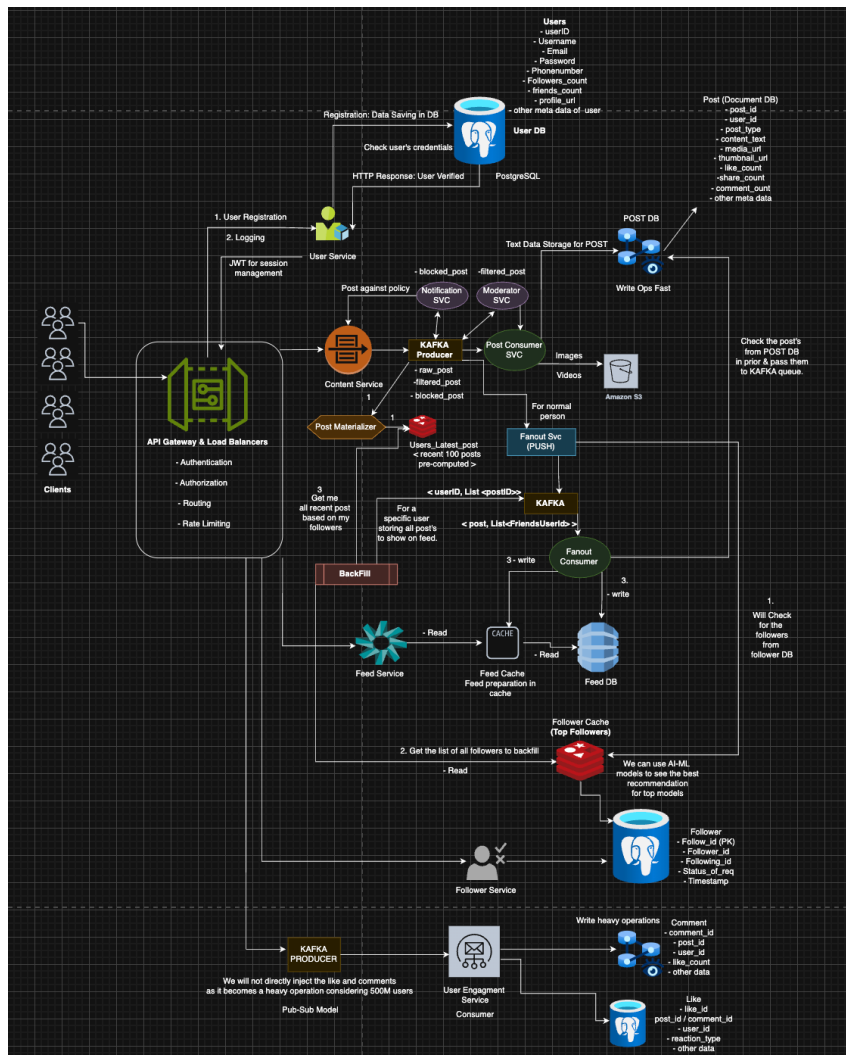 Users
- userID
- Username
- Email
- Password
- Phonenumber
- Followers_count
- friends_count
- profile_url
- other meta data of user
Registration: Data Saving in DB
User DB
Check user's credentials
HTTP Response: User Verified
PostgreSQL
Post (Document DB)
- post_id
- user_id
- post_type
- content_text
- media_url
- thumbnail_url
- like_count
-share_count
- comment_ount
- other meta data
1. User Registration
2. Logging
JWT for session
management
User Service
POST DB
Text Data Storage for POST
Write Ops Fast
- blocked_post
-filtered_post
Post against policy
Notification
SVC
Moderator
SVC
Content Service
KAFKA
Producer
Post Consumer
SVC
Images
Videos
Amazon S3
- raw_post
-filtered_post
- blocked_post
Check the post's
from POST DB
in prior & pass them
to KAFKA queue.
Clients
API Gateway & Load Balancers
- Authentication
- Authorization
- Routing
- Rate Limiting
1
Post Materializer
1
Users_Latest_post
< recent 100 posts
pre-computed >
For normal
person
Fanout Svc
(PUSH)
3
Get me
all recent post
based on my
followers
For a
specific user
storing all post's
to show on feed.
< userID, List <postID>>
KAFKA
< post, List<FriendsUserId> >
BackFill
Fanout
Consumer
3 - write
3.
- write
1.
Will Check
for the
followers
from
follower DB
Feed Service
- Read
CACHE
Feed Cache
Feed preparation in
cache
- Read
Feed DB
Follower Cache
(Top Followers)
2. Get the list of all followers to backfill
- Read
We can use AI-ML
models to see the best
recommendation
for top models
Follower
- Follow_id (PK)
- Follower_id
- Following_id
- Status_of_req
- Timestamp
Follower Service
KAFKA
PRODUCER
We will not directly inject the like and comments
as it becomes a heavy operation considering 500M users
Pub-Sub Model
User Engagment
Service
Consumer
Write heavy operations
Comment
- comment_id
- post_id
- user_id
- like_count
- other data
Like
- like_id
post_id / comment_id
- user_id
- reaction_type
- other data